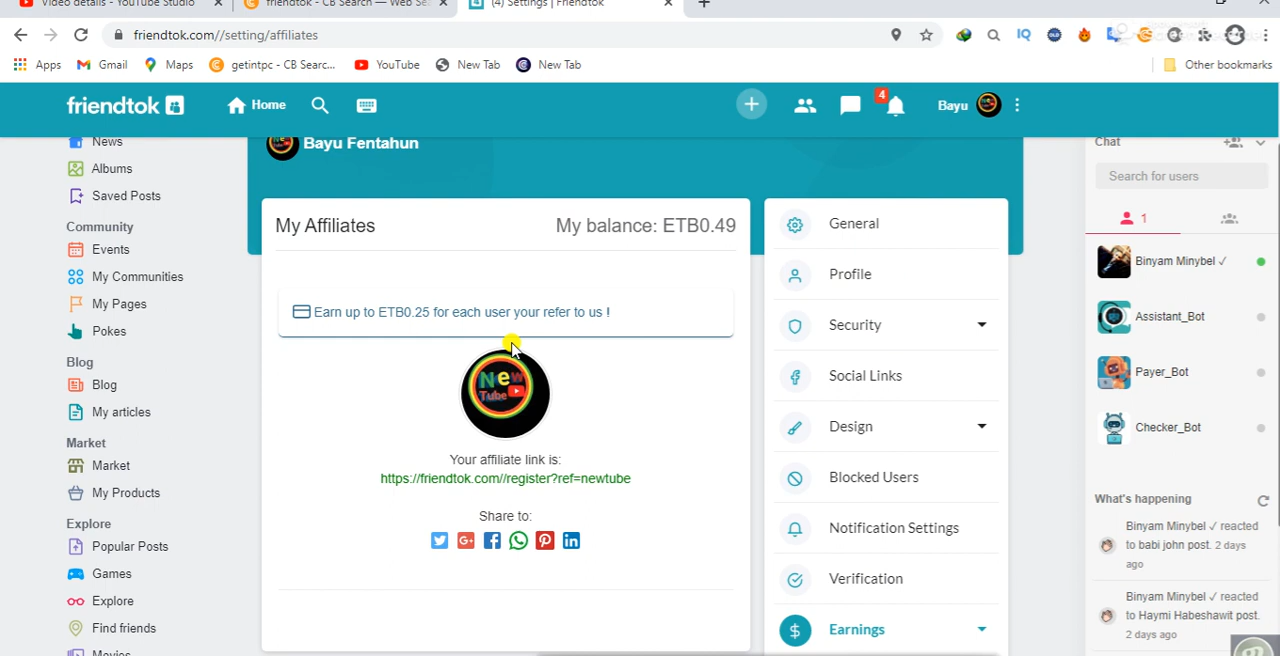 Video details - YouTube Studio
friendtok - CB Search — Web Se
(4) Settings | Friendtok
friendtok.com//setting/affiliates
Apps
Gmail
Maps
getintpc - CB Searc...
YouTube
New Tab
New Tab
Other bookmarks
friendtok
Home
4
Bayu
News
Albums
Saved Posts
Community
Events
My Communities
My Pages
Pokes
Blog
Blog
My articles
Market
Market
My Products
Explore
Popular Posts
Games
Explore
Find friends
Movies
Bayu Fentahun
My Affiliates
My balance: ETB0.49
Earn up to ETB0.25 for each user your refer to us !
New
Tube
Your affiliate link is:
https://friendtok.com//register?ref=newtube
Share to:
General
Profile
Security
Social Links
Design
Blocked Users
Notification Settings
Verification
Earnings
Chat
Search for users
1
Binyam Minybel ✓
Assistant_Bot
Payer_Bot
Checker_Bot
What's happening
Binyam Minybel ✓ reacted
to babi john post. 2 days
ago
Binyam Minybel ✓ reacted
to Haymi Habeshawit post.
2 days ago